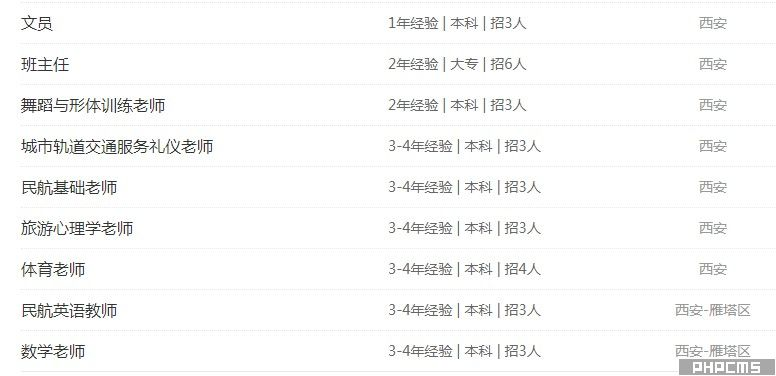 文员 1年经验 | 本科 | 招3人 西安
班主任 2年经验 | 大专 | 招6人 西安
舞蹈与形体训练老师 2年经验 | 本科 | 招3人 西安
城市轨道交通服务礼仪老师 3-4年经验 | 本科 | 招3人 西安
民航基础老师 3-4年经验 | 本科 | 招3人 西安
旅游心理学老师 3-4年经验 | 本科 | 招3人 西安
体育老师 3-4年经验 | 本科 | 招4人 西安
民航英语教师 3-4年经验 | 本科 | 招3人 西安-雁塔区
数学老师 3-4年经验 | 本科 | 招3人 西安-雁塔区
PHPCMS